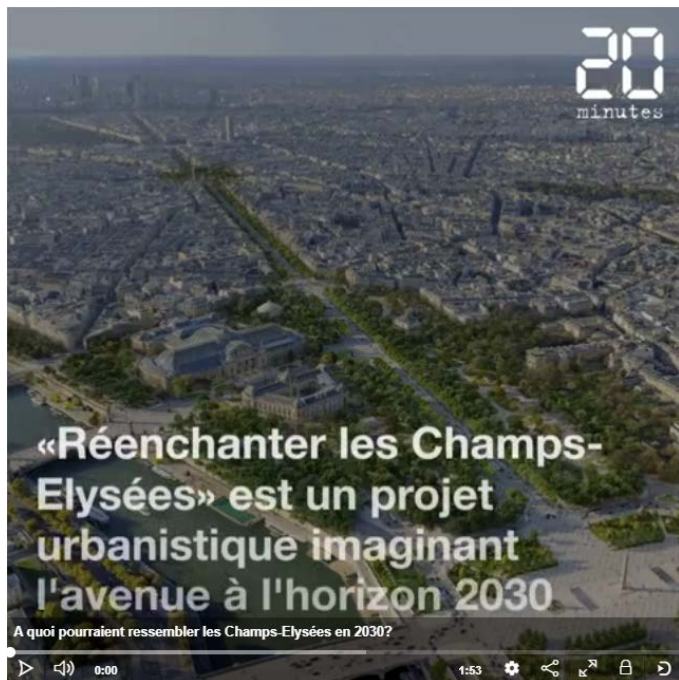 20
minutes
«Réenchanter les Champs-
Elysées» est un projet
urbanistique imaginant
l'avenue à l'horizon 2030
A quoi pourraient ressembler les Champs-Elysées en 2030?
0:00 1:53